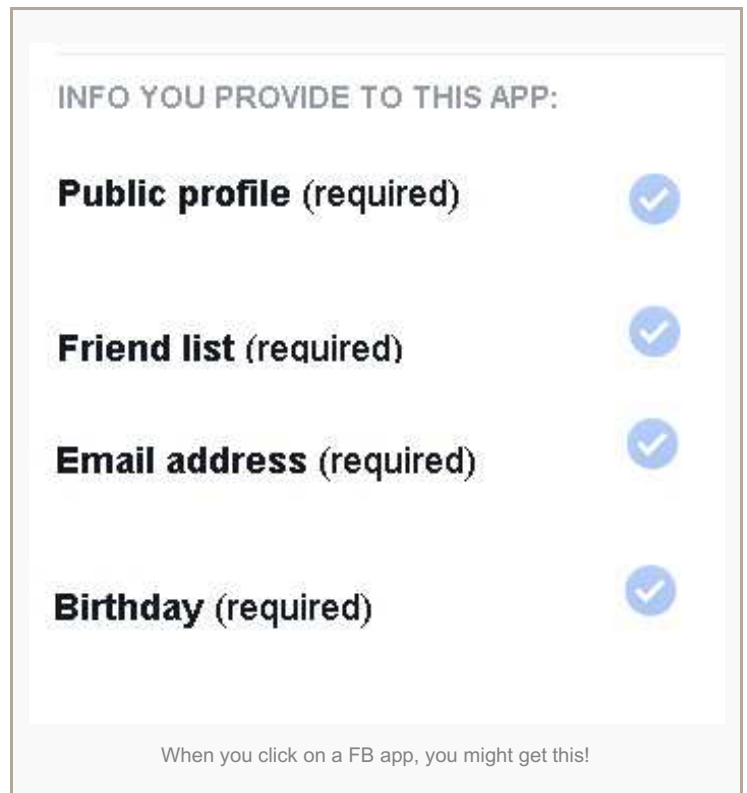 INFO YOU PROVIDE TO THIS APP:
Public profile (required)
Friend list (required)
Email address (required)
Birthday (required)
When you click on a FB app, you might get this!